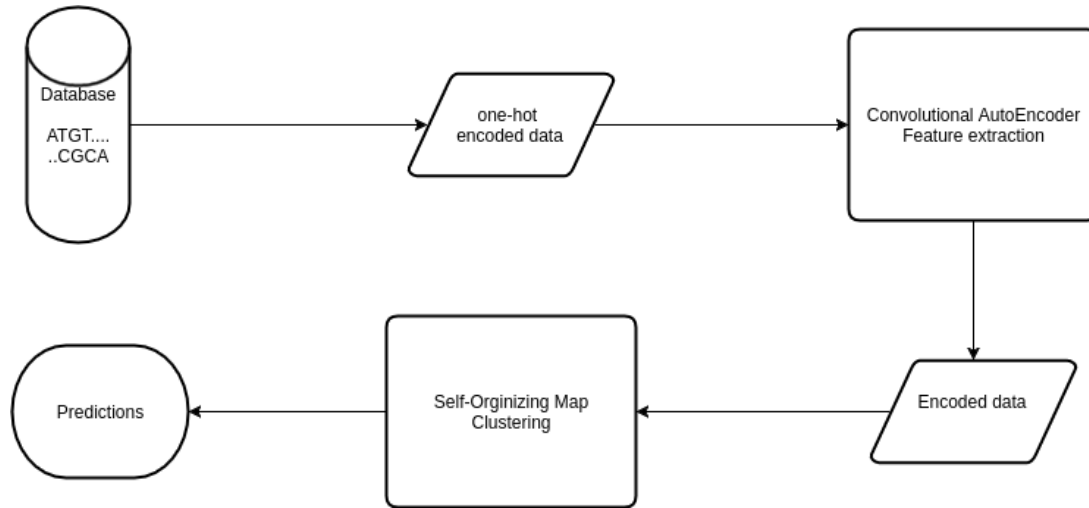 Database
ATGT....
..CGCA
one-hot
encoded data
Convolutional AutoEncoder
Feature extraction
Encoded data
Self-Orginizing Map
Clustering
Predictions